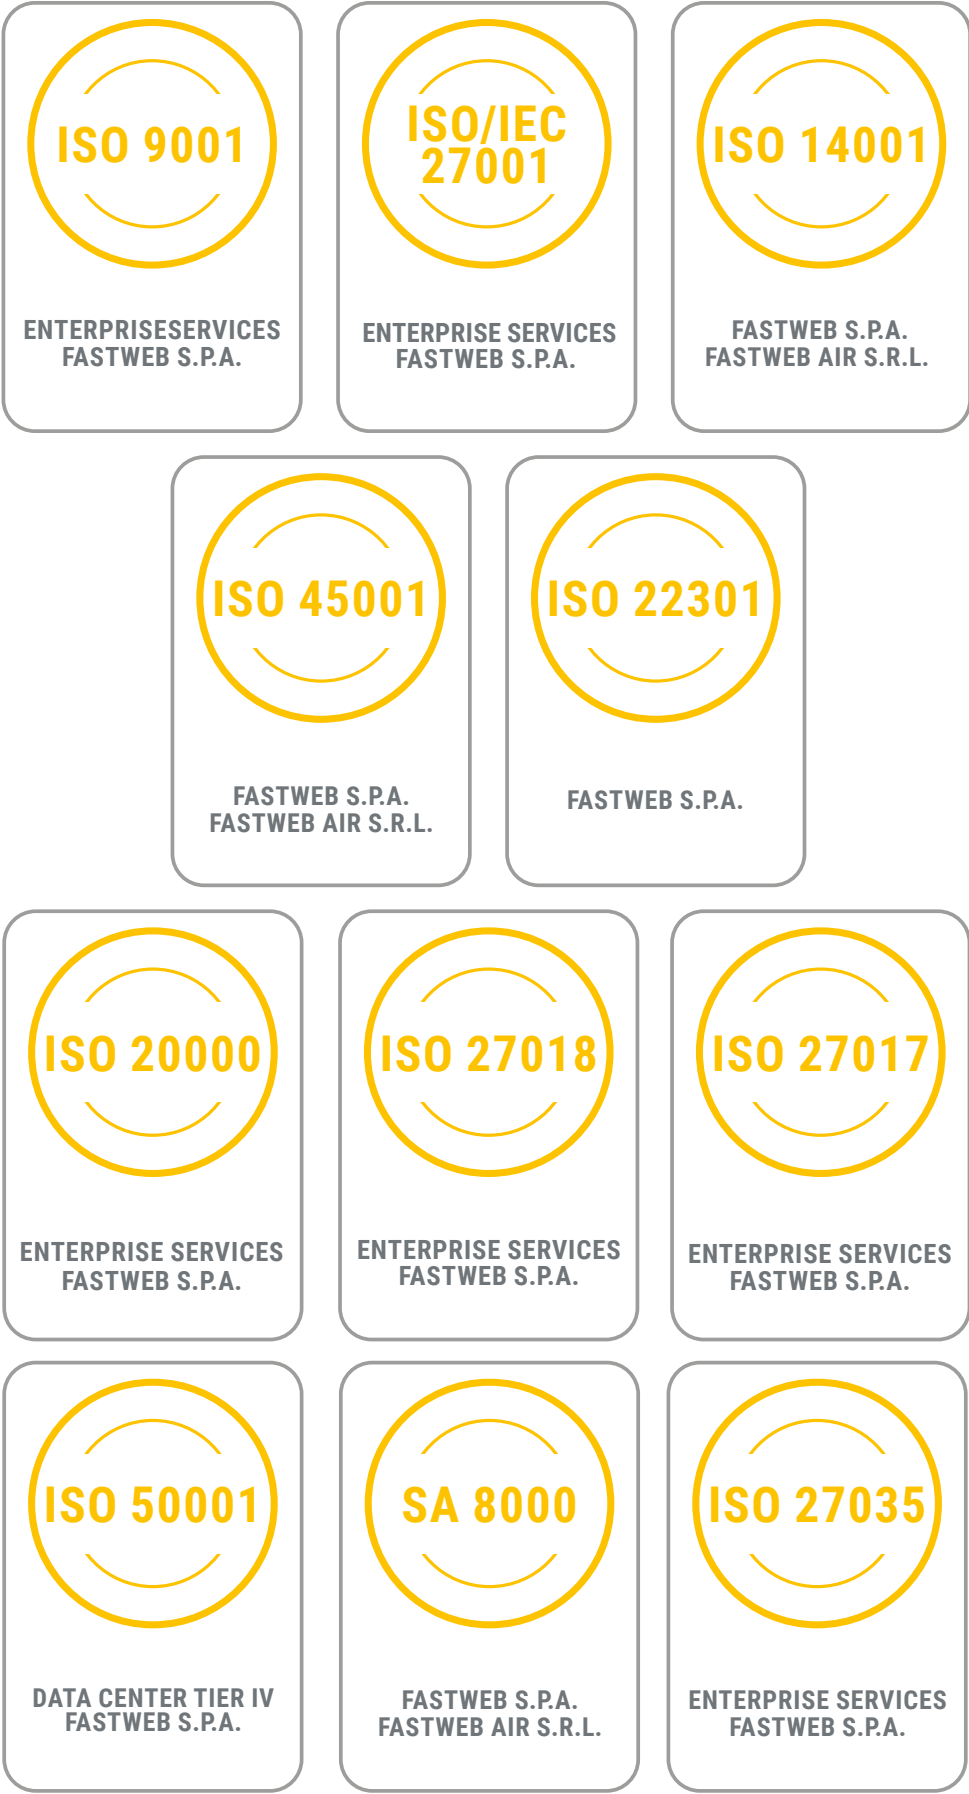 ISO 9001
ENTERPRISESERVICES
FASTWEB S.P.A.
ISO/IEC
27001
ENTERPRISE SERVICES
FASTWEB S.P.A.
ISO 14001
FASTWEB S.P.A.
FASTWEB AIR S.R.L.
ISO 45001
FASTWEB S.P.A.
FASTWEB AIR S.R.L.
ISO 22301
FASTWEB S.P.A.
ISO 20000
ENTERPRISE SERVICES
FASTWEB S.P.A.
ISO 27018
ENTERPRISE SERVICES
FASTWEB S.P.A.
ISO 27017
ENTERPRISE SERVICES
FASTWEB S.P.A.
ISO 50001
DATA CENTER TIER IV
FASTWEB S.P.A.
SA 8000
FASTWEB S.P.A.
FASTWEB AIR S.R.L.
ISO 27035
ENTERPRISE SERVICES
FASTWEB S.P.A.